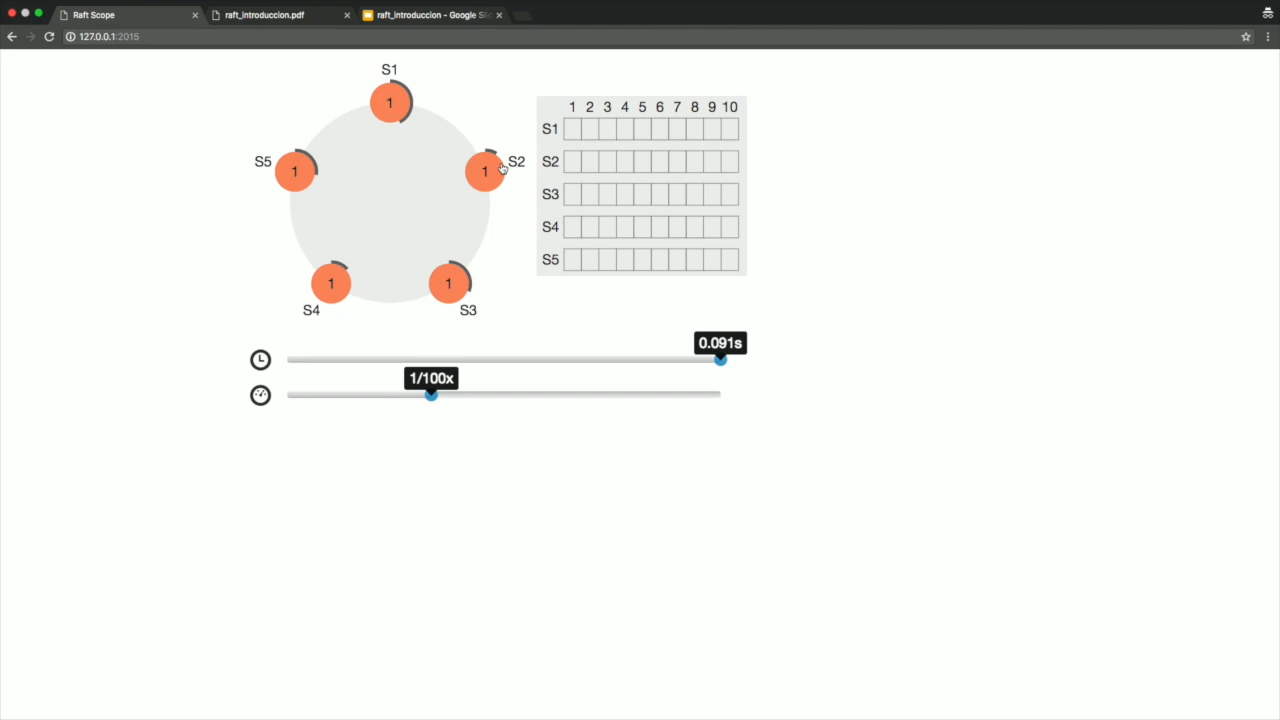 Raft Scope
raft_introduccion.pdf
raft_introduccion - Google Sli
127.0.0.1:2015
S1
1
S5
1
1
S2
S4
1
1
S3
1 2 3 4 5 6 7 8 9 10
S1
S2
S3
S4
S5
0.091s
1/100x